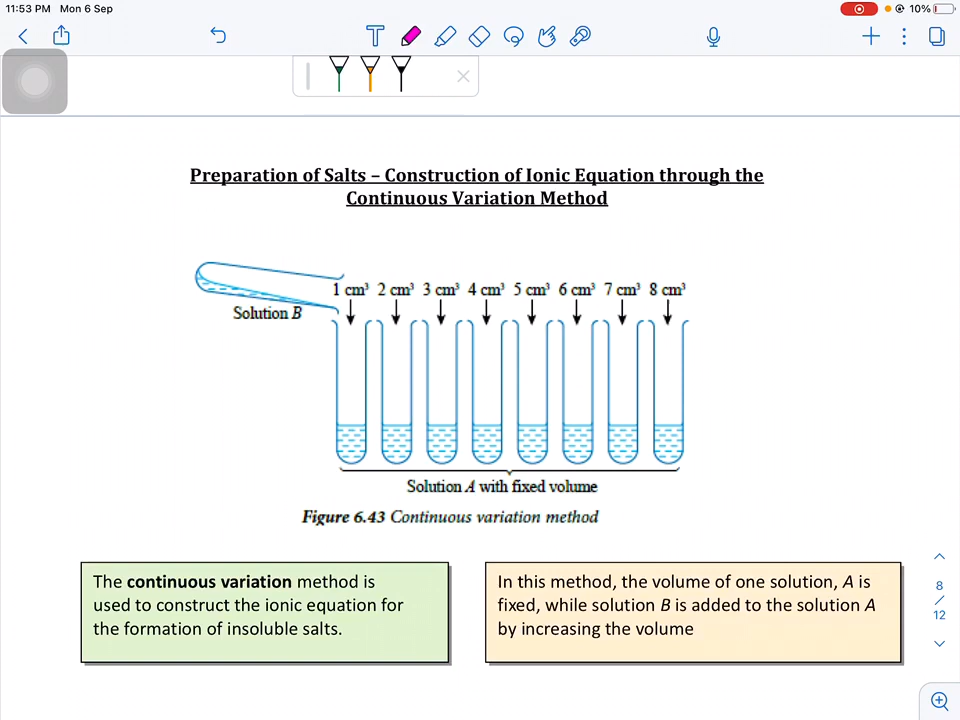 11:53 PM Mon 6 Sep
10%
Preparation of Salts – Construction of Ionic Equation through the
Continuous Variation Method
1 cm³ 2 cm³ 3 cm³ 4 cm³ 5 cm³ 6 cm³ 7 cm³ 8 cm³
Solution B
Solution A with fixed volume
Figure 6.43 Continuous variation method
The continuous variation method is
used to construct the ionic equation for
the formation of insoluble salts.
In this method, the volume of one solution, A is
fixed, while solution B is added to the solution A
by increasing the volume
8
/
12